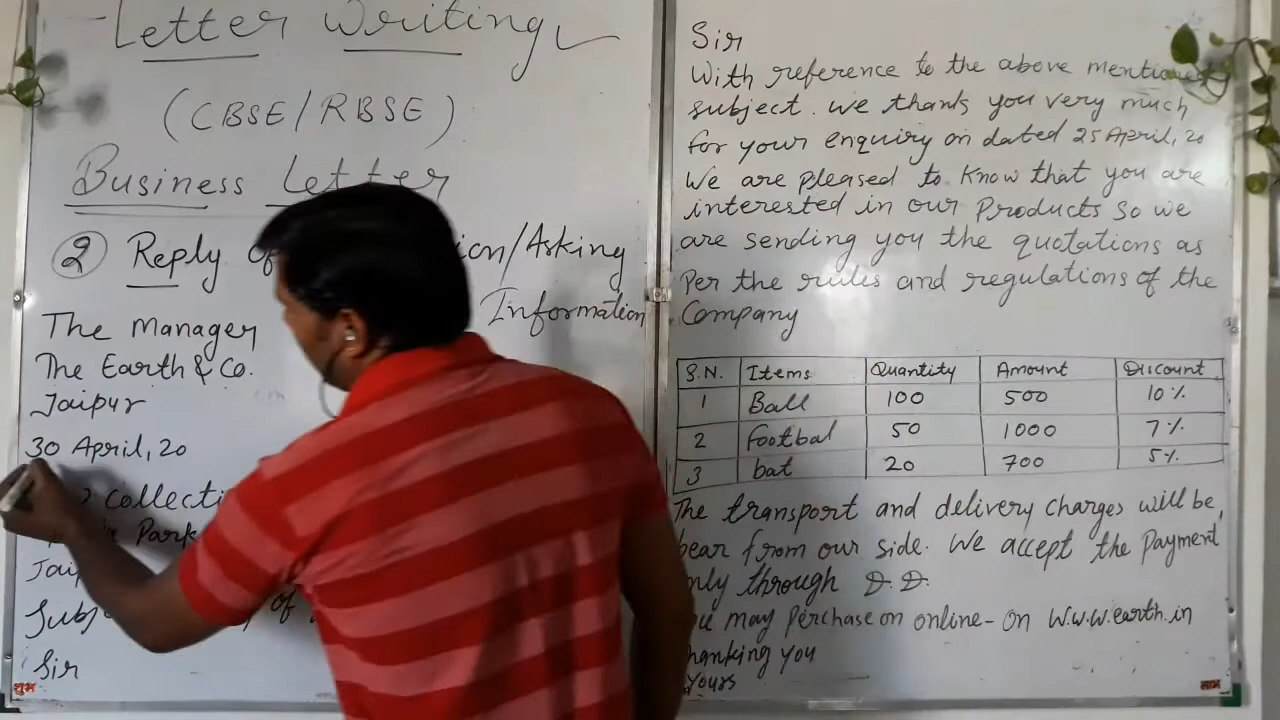 Letter Writing
(CBSE/RBSE)
Business Letter
2 Reply of /Asking
Information
The Manager
The Earth & Co.
Jaipur
30 April, 20
Park
Sir
Sir
With reference to the above mentioned
subject. we thanks you very much
for your enquiry on dated 25 April, 20
We are pleased to know that you are
interested in our Products so we
are sending you the quotations as
Per the rules and regulations of the
Company
S.N. Items Quantity Amount Discount
1 Ball 100 500 10%
2 Footbal 50 1000 7%
3 bat 20 700 5%
The transport and delivery charges will be,
bear from our side. We accept the Payment
only through D.D.
You may perchase on online - on W.w.w.earth.in
Thanking you
Yours